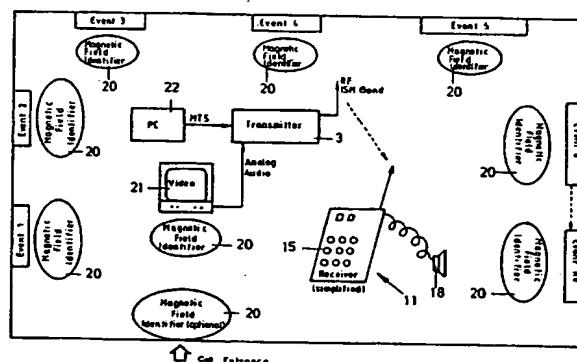 Event 3
Event 4
Event 5
Magnetic
Field
Identifier
20
Magnetic
Field
Identifier
20
Magnetic
Field
Identifier
20
RF
ISM Band
22
PC
MTS
Transmitter
3
Event 2
Magnetic
Field
Identifier
20
Analog
Audio
21
Video
Magnetic
Field
Identifier
20
Magnetic
Field
Identifier
20
Event 1
Magnetic
Field
Identifier
20
15
Receiver
(simplified)
11
18
Magnetic
Field
Identifier
20
Magnetic
Field
Identifier (optional)
20
Entrance